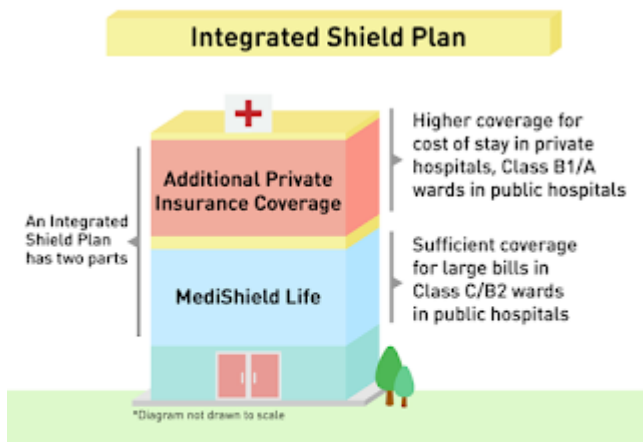 Integrated Shield Plan
An Integrated
Shield Plan
has two parts
Additional Private
Insurance Coverage
MediShield Life
Higher coverage for
cost of stay in private
hospitals, Class B1/A
wards in public hospitals
Sufficient coverage
for large bills in
Class C/B2 wards
in public hospitals
*Diagram not drawn to scale